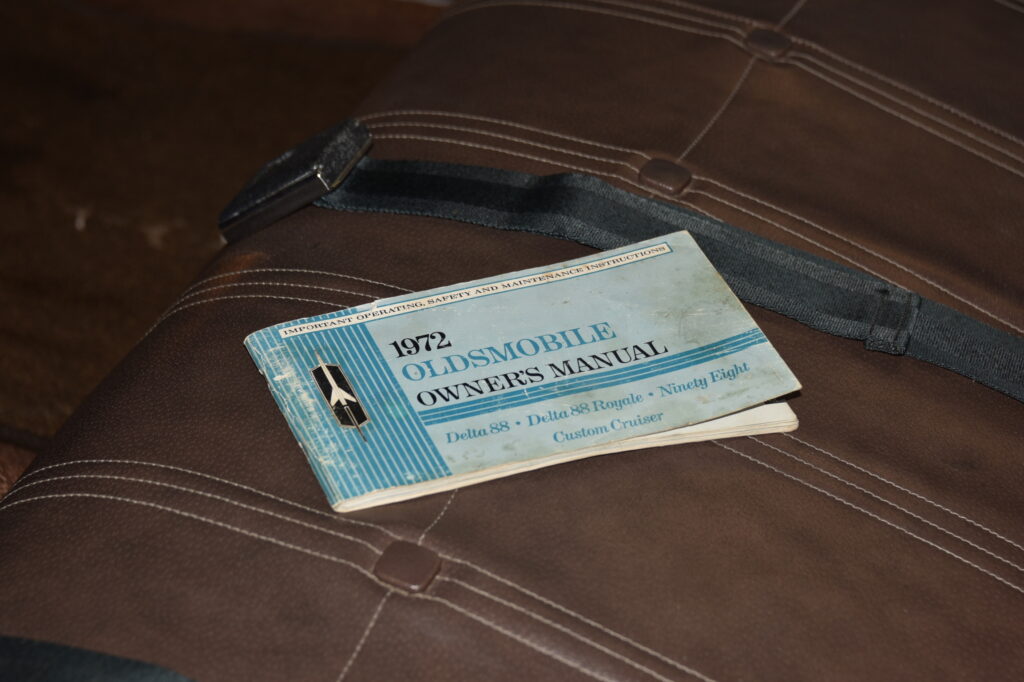 IMPORTANT OPERATING, SAFETY AND MAINTENANCE INSTRUCTIONS
1972
OLDSMOBILE
OWNER'S MANUAL
Delta 88 • Delta 88 Royale • Ninety Eight
Custom Cruiser